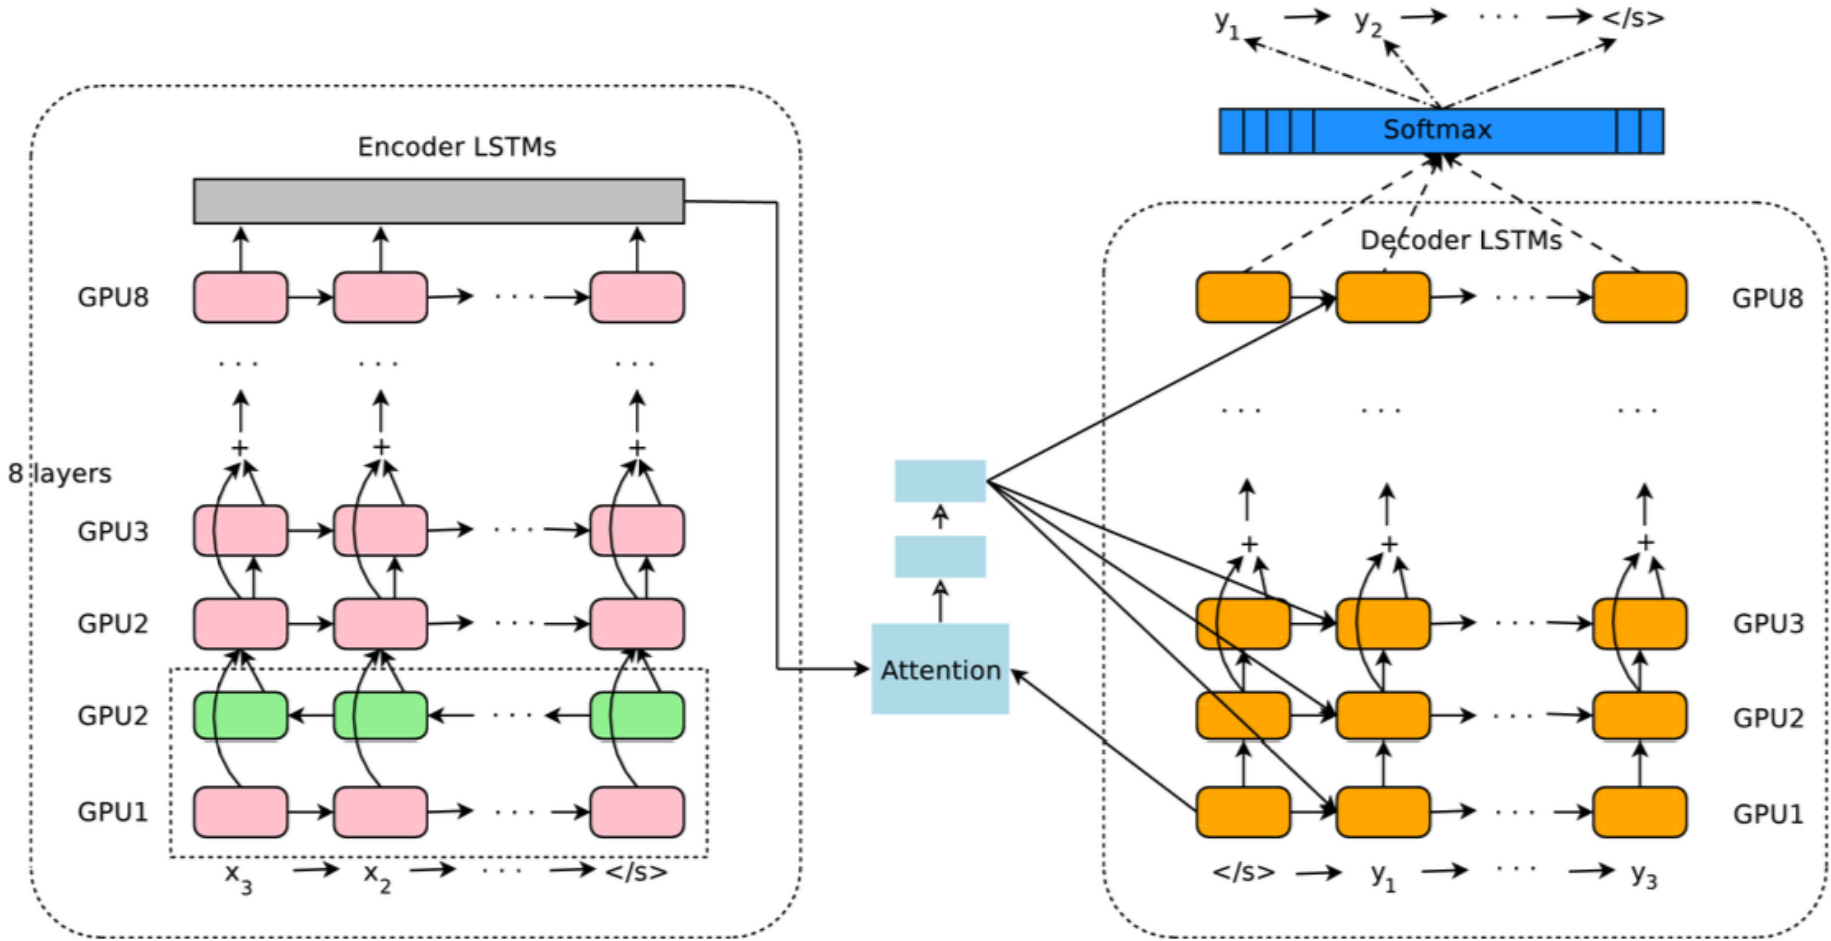 y1 y2 ... </s>
Softmax
Encoder LSTMs
Decoder LSTMs
GPU8 ...
... GPU8
... ... ...
... ... ...
+ + +
8 layers
GPU3 ...
+ + +
GPU2 ...
... GPU3
Attention
GPU2 ...
... GPU2
GPU1 ...
... GPU1
x3 x2 ... </s>
</s> y1 ... y3